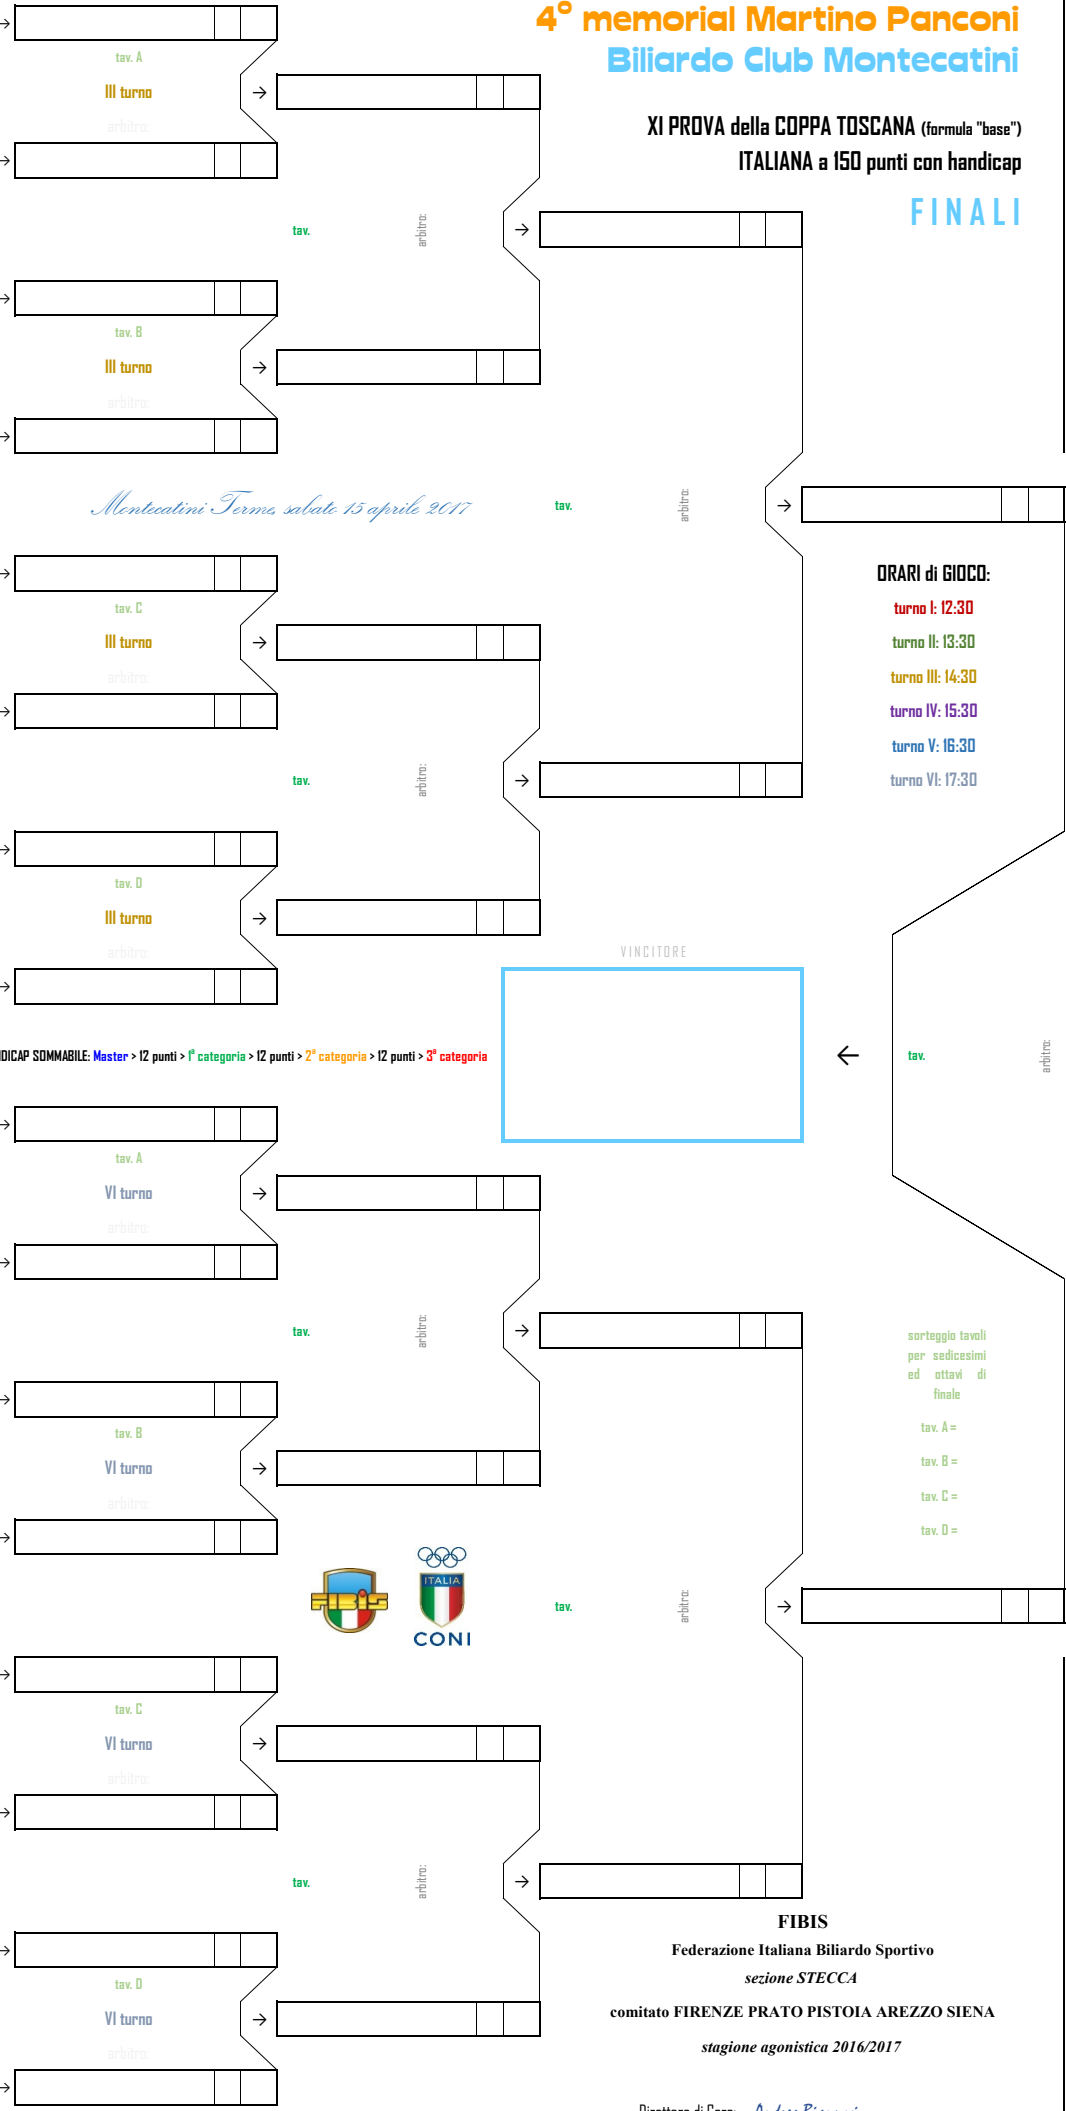 4° memorial Martino Panconi
Biliardo Club Montecatini
XI PROVA della COPPA TOSCANA (formula "base")
ITALIANA a 150 punti con handicap
FINALI
tav. A
III turno
arbitro:
tav.
arbitro:
tav. B
III turno
arbitro:
Montecatini Terme, sabato 15 aprile 2017
tav.
arbitro:
ORARI di GIOCO:
turno I: 12:30
turno II: 13:30
turno III: 14:30
turno IV: 15:30
turno V: 16:30
turno VI: 17:30
tav. C
III turno
arbitro:
tav.
arbitro:
tav. D
III turno
arbitro:
VINCITORE
DICAP SOMMABILE: Master > 12 punti > 1ª categoria > 12 punti > 2ª categoria > 12 punti > 3ª categoria
tav.
arbitro:
tav. A
VI turno
arbitro:
tav.
arbitro:
sorteggio tavoli
per sedicesimi
ed ottavi di
finale
tav. A =
tav. B =
tav. C =
tav. D =
tav. B
VI turno
arbitro:
FIBIS
ITALIA
CONI
tav.
arbitro:
tav. C
VI turno
arbitro:
tav.
arbitro:
tav. D
VI turno
arbitro:
FIBIS
Federazione Italiana Biliardo Sportivo
sezione STECCA
comitato FIRENZE PRATO PISTOIA AREZZO SIENA
stagione agonistica 2016/2017
Direttore di Gara: